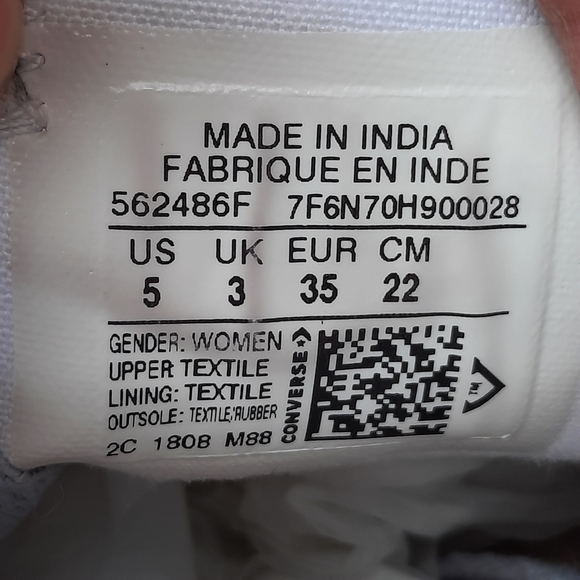 MADE IN INDIA
FABRIQUE EN INDE
562486F 7F6N70H900028
US UK EUR CM
5 3 35 22
GENDER: WOMEN
UPPER TEXTILE
LINING: TEXTILE
OUTSOLE: TEXTILE/RUBBER
2C 1808 M88
CONVERSE
TM